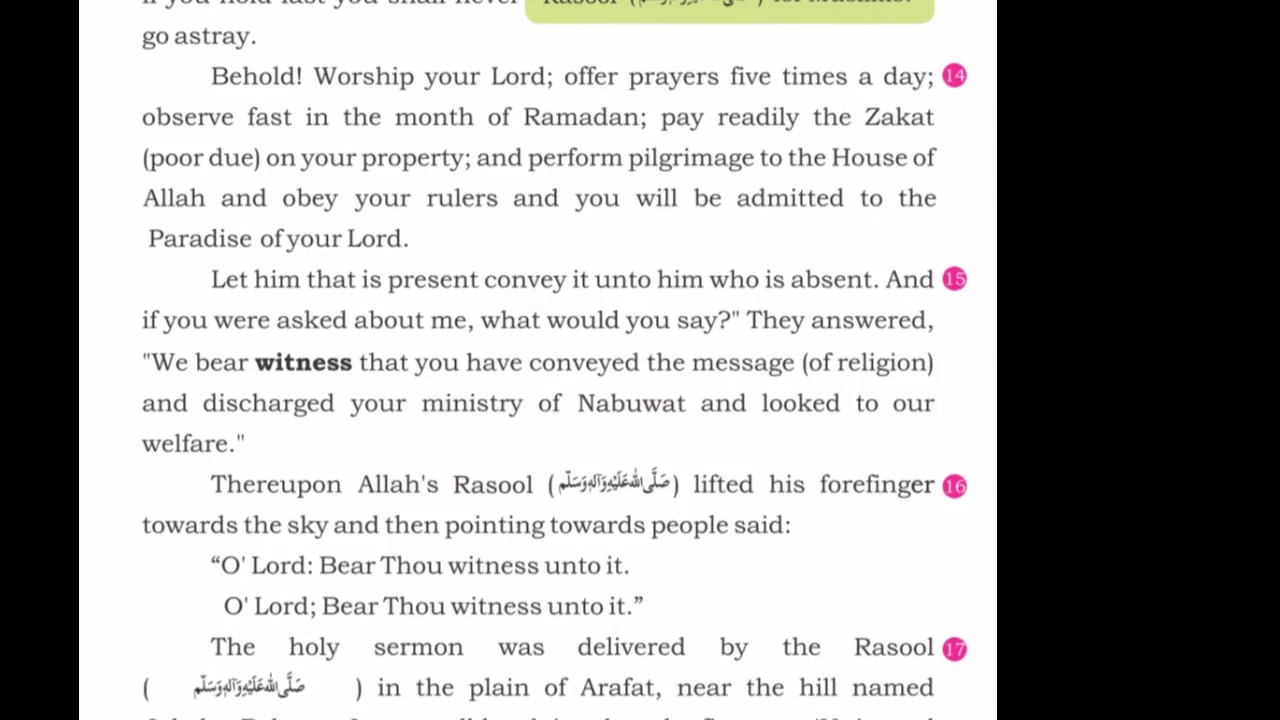 go astray.
Behold! Worship your Lord; offer prayers five times a day; 14
observe fast in the month of Ramadan; pay readily the Zakat
(poor due) on your property; and perform pilgrimage to the House of
Allah and obey your rulers and you will be admitted to the
Paradise of your Lord.
Let him that is present convey it unto him who is absent. And 15
if you were asked about me, what would you say?" They answered,
"We bear witness that you have conveyed the message (of religion)
and discharged your ministry of Nabuwat and looked to our
welfare."
Thereupon Allah's Rasool (صَلَّى اللهُ عَلَيْهِ وَآلِهٖ وَسَلَّم) lifted his forefinger 16
towards the sky and then pointing towards people said:
“O' Lord: Bear Thou witness unto it.
O' Lord; Bear Thou witness unto it.”
The holy sermon was delivered by the Rasool 17
( صَلَّى اللهُ عَلَيْهِ وَآلِهٖ وَسَلَّم ) in the plain of Arafat, near the hill named